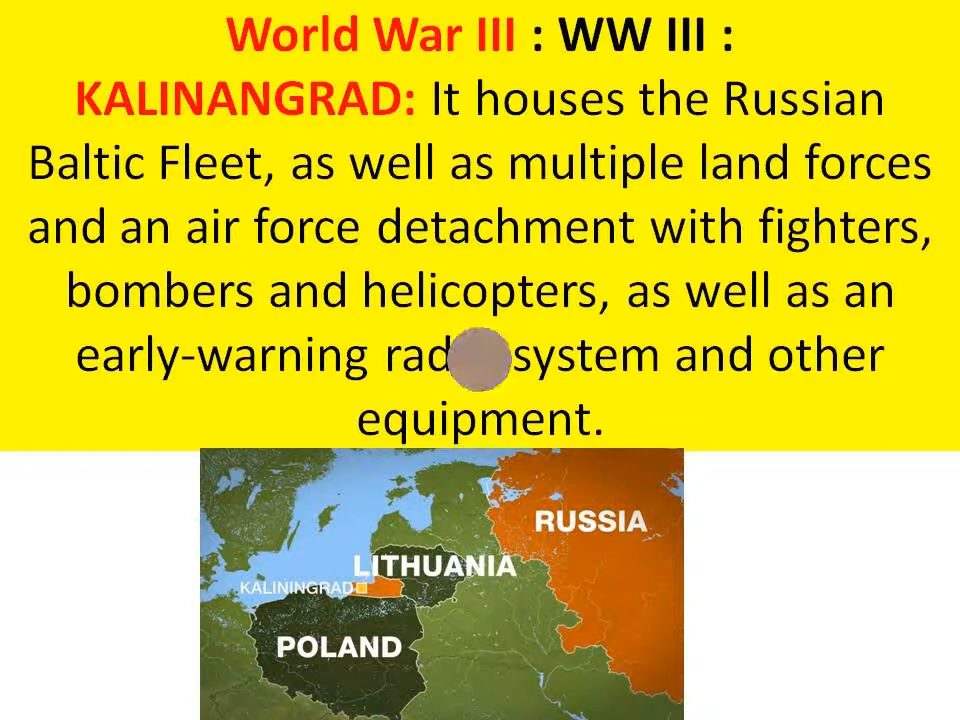 World War III : WW III :
KALINANGRAD: It houses the Russian
Baltic Fleet, as well as multiple land forces
and an air force detachment with fighters,
bombers and helicopters, as well as an
early-warning system and other
equipment.
RUSSIA
LITHUANIA
KALININGRAD
POLAND